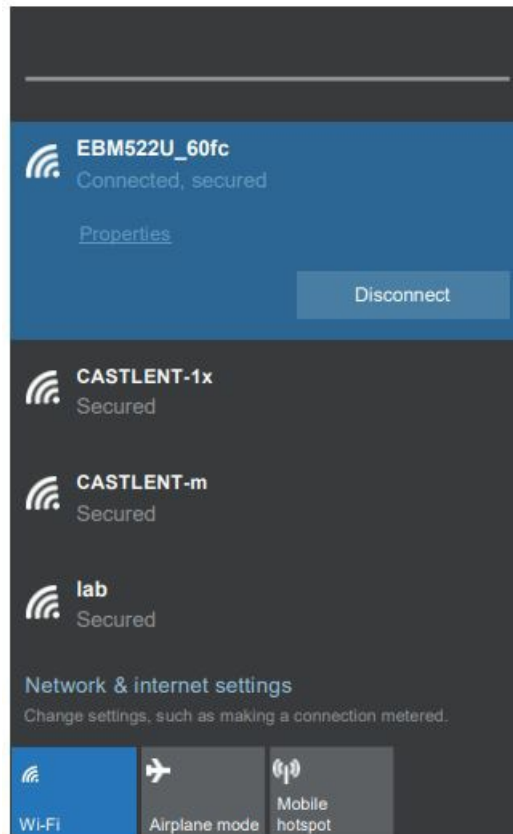 EBM522U_60fc
Connected, secured
Properties
Disconnect
CASTLENT-1x
Secured
CASTLENT-m
Secured
lab
Secured
Network & internet settings
Change settings, such as making a connection metered.
Wi-Fi
Airplane mode
Mobile
hotspot